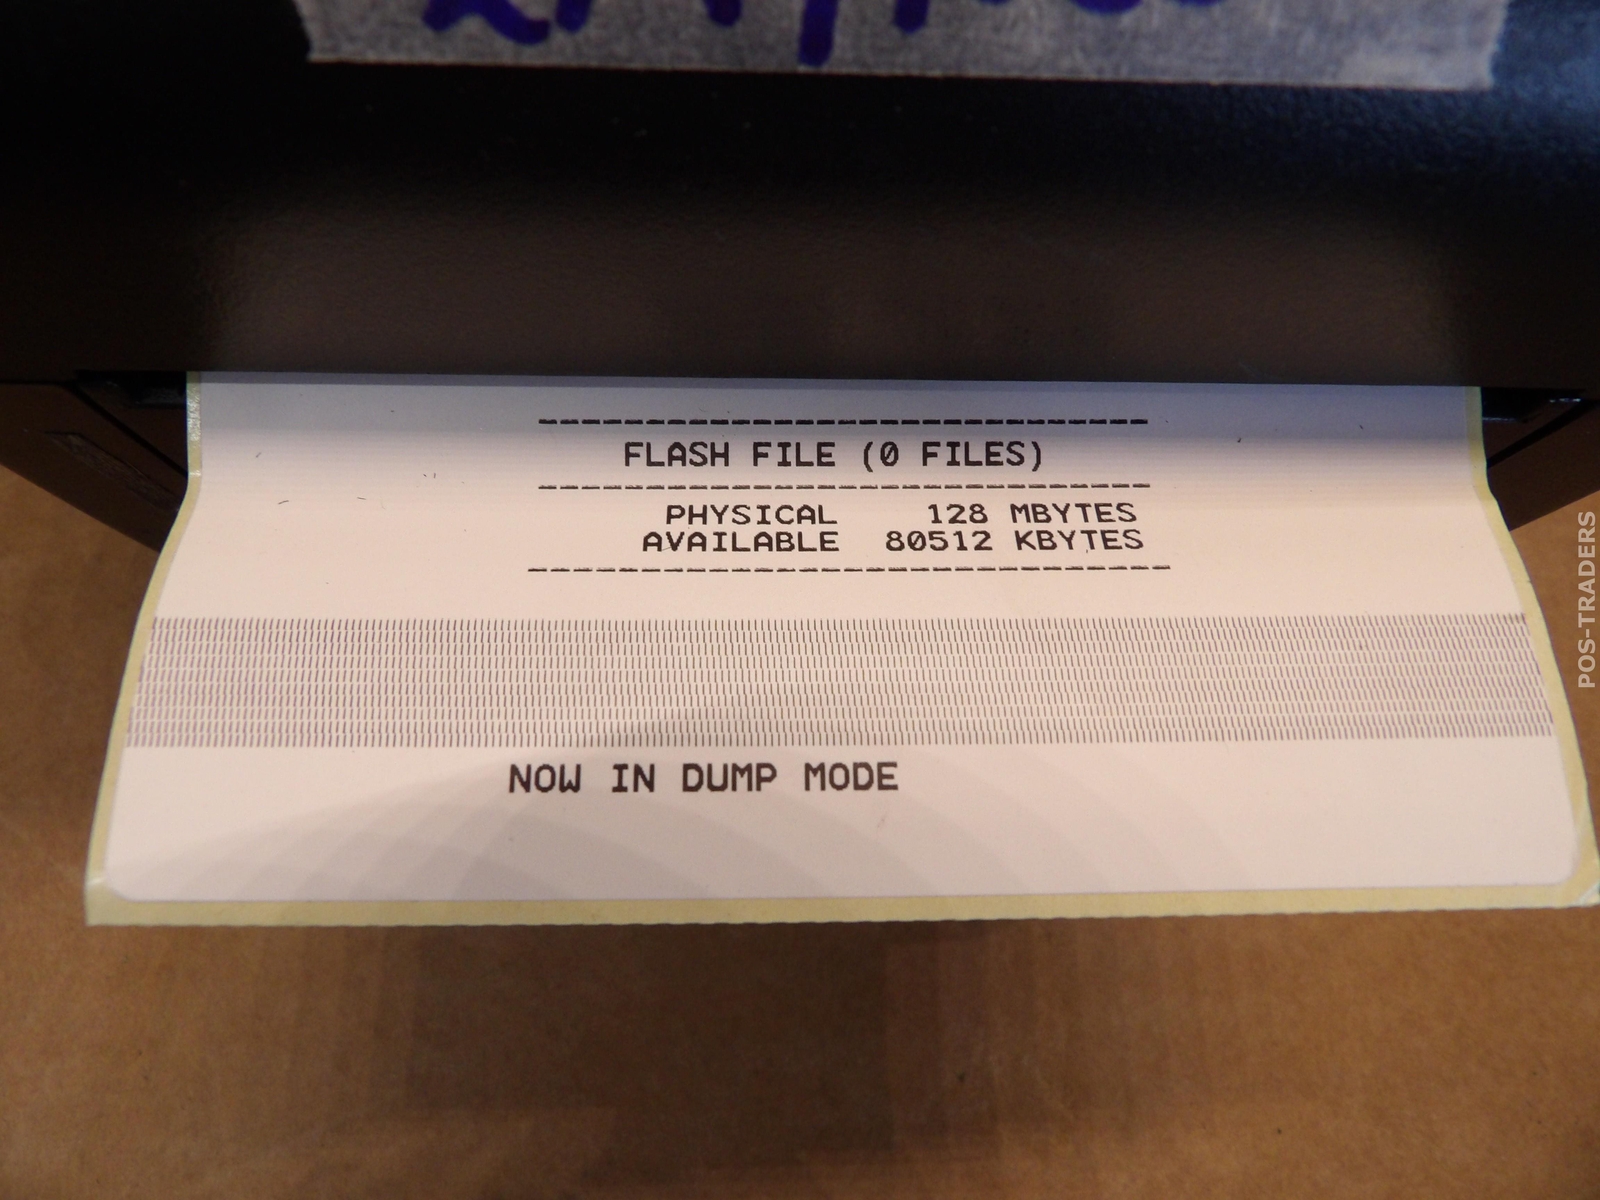 FLASH FILE (0 FILES)
PHYSICAL 128 MBYTES
AVAILABLE 80512 KBYTES
NOW IN DUMP MODE
POS-TRADERS